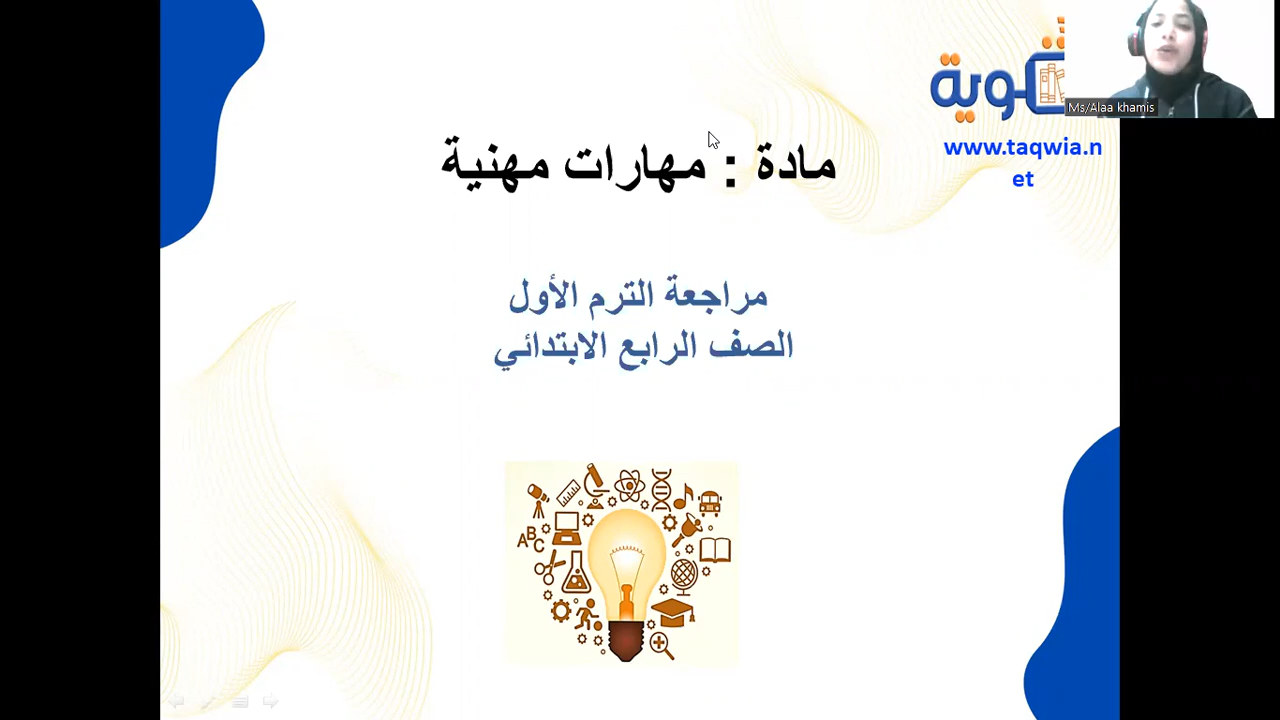 تقوية
www.taqwia.n
et
Ms/Alaa khamis
مادة : مهارات مهنية
مراجعة الترم الأول
الصف الرابع الابتدائي
ABC